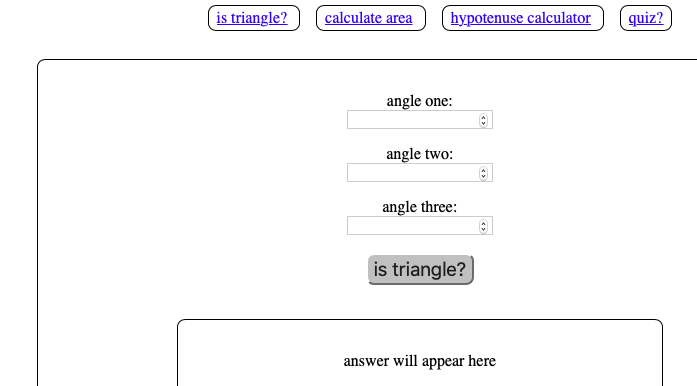 is triangle? calculate area hypotenuse calculator quiz?
angle one:
angle two:
angle three:
is triangle?
answer will appear here